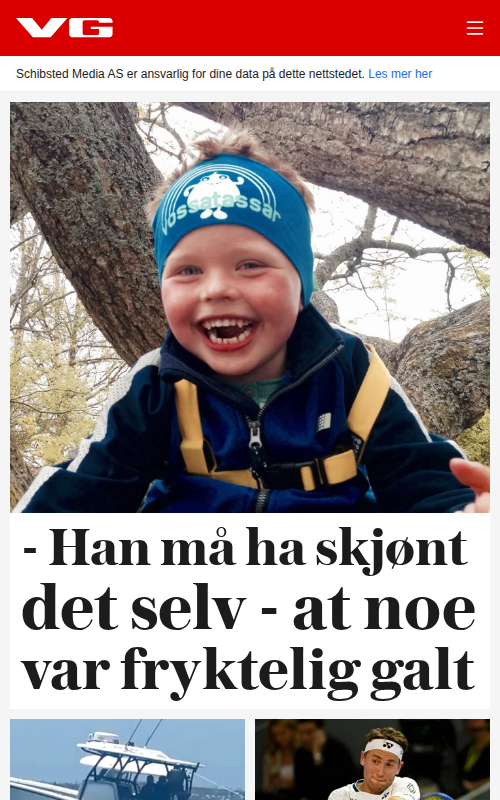 VG
Schibsted Media AS er ansvarlig for dine data på dette nettstedet. Les mer her
vossatassar
- Han må ha skjønt
det selv - at noe
var fryktelig galt